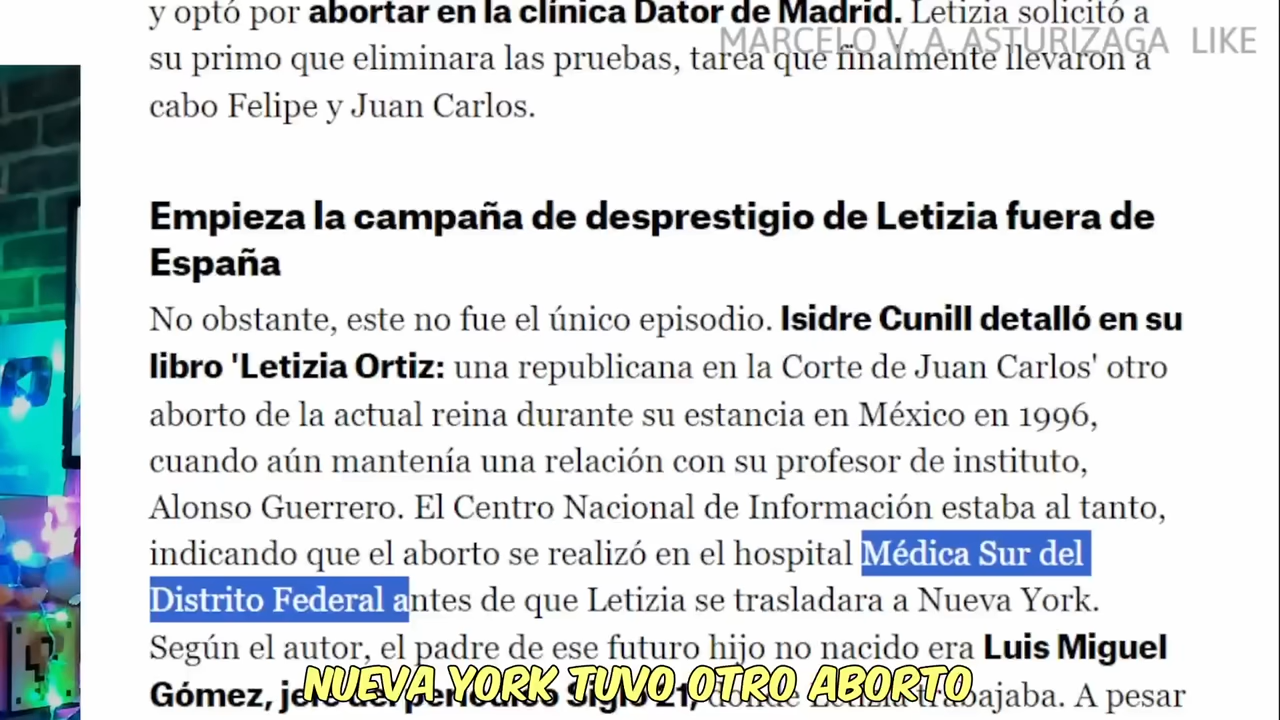 y optó por abortar en la clínica Dator de Madrid. Letizia solicitó a
MARCELO V. A. ASTURIZAGA LIKE
su primo que eliminara las pruebas, tarea que finalmente llevaron a
cabo Felipe y Juan Carlos.
Empieza la campaña de desprestigio de Letizia fuera de
España
No obstante, este no fue el único episodio. Isidre Cunill detalló en su
libro 'Letizia Ortiz: una republicana en la Corte de Juan Carlos' otro
aborto de la actual reina durante su estancia en México en 1996,
cuando aún mantenía una relación con su profesor de instituto,
Alonso Guerrero. El Centro Nacional de Información estaba al tanto,
indicando que el aborto se realizó en el hospital Médica Sur del
Distrito Federal antes de que Letizia se trasladara a Nueva York.
Según el autor, el padre de ese futuro hijo no nacido era Luis Miguel
Gómez, jefe del periódico Siglo 21, donde Letizia trabajaba. A pesar
NUEVA YORK TUVO OTRO ABORTO